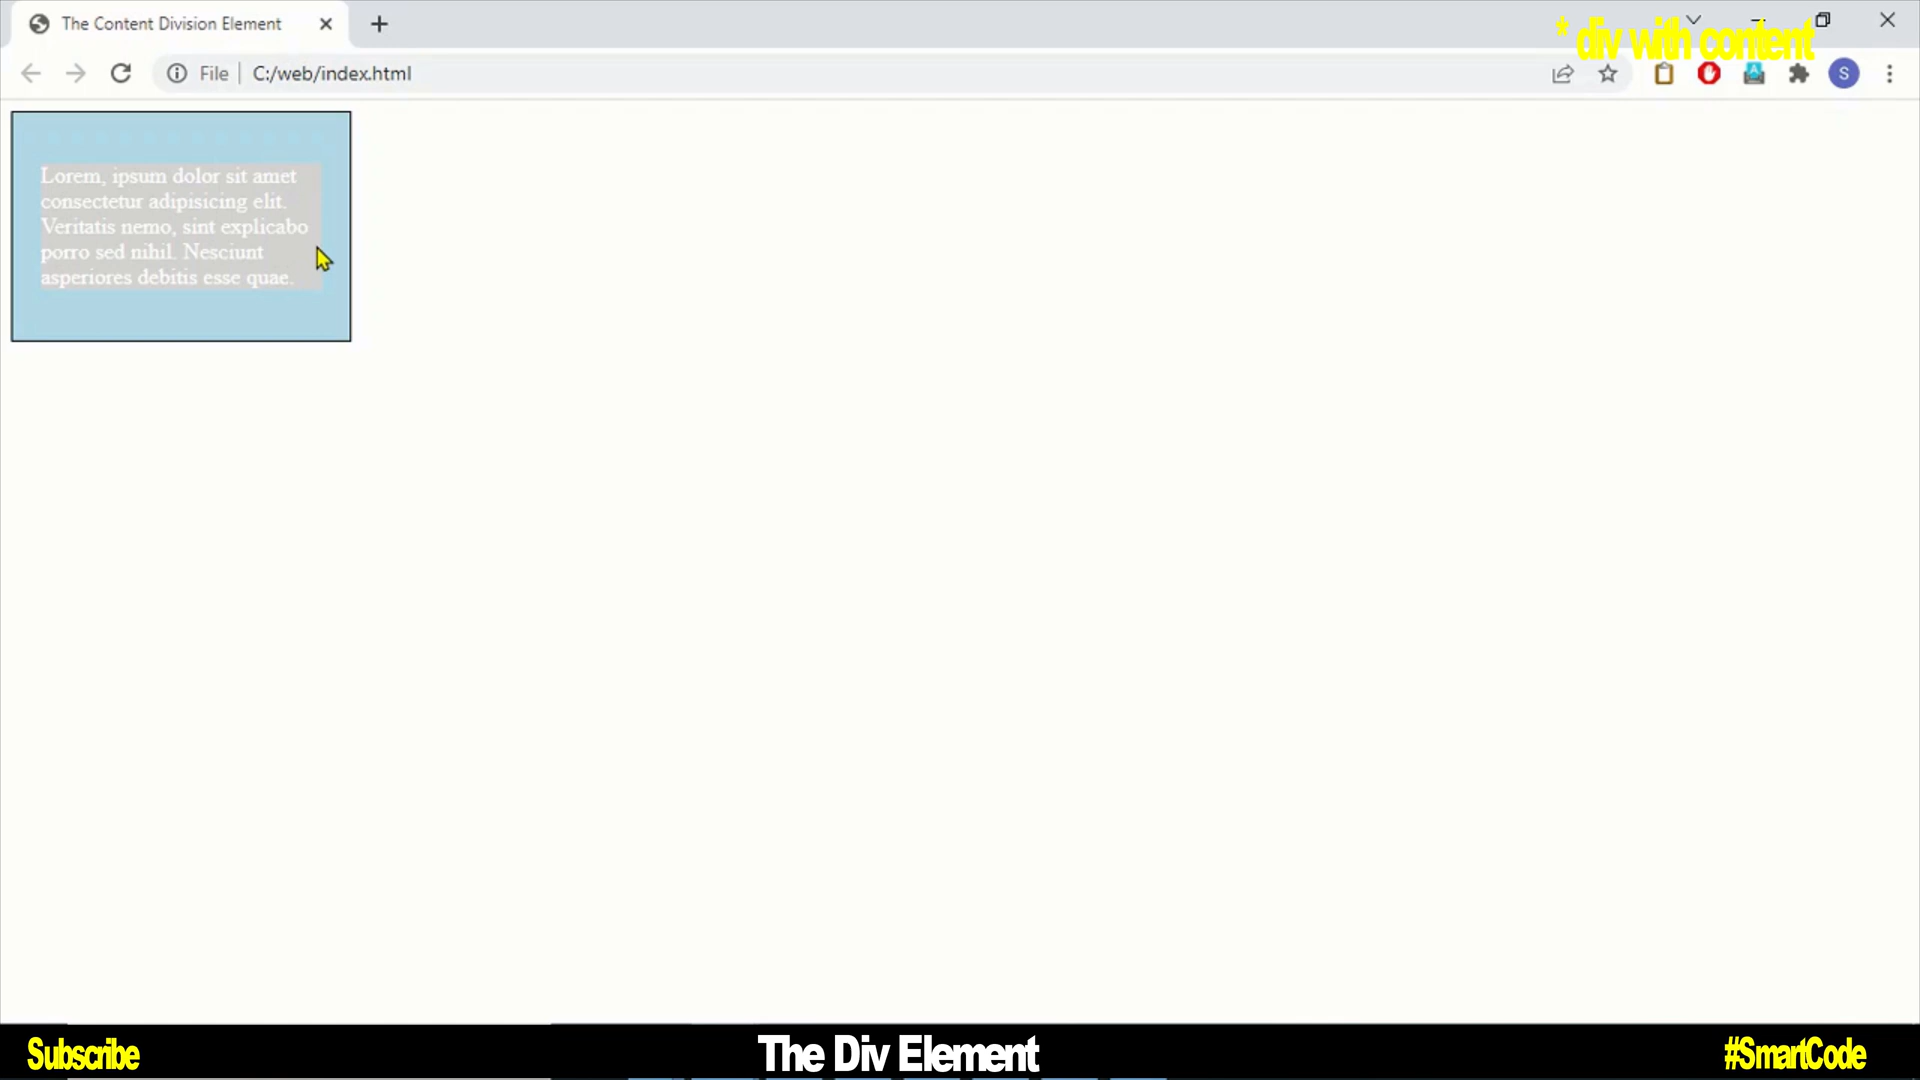 The Content Division Element
* div with content
File
C:/web/index.html
S
Lorem, ipsum dolor sit amet
consectetur adipisicing elit.
Veritatis nemo, sint explicabo
porro sed nihil. Nesciunt
asperiores debitis esse quae.
Subscribe
The Div Element
#SmartCode